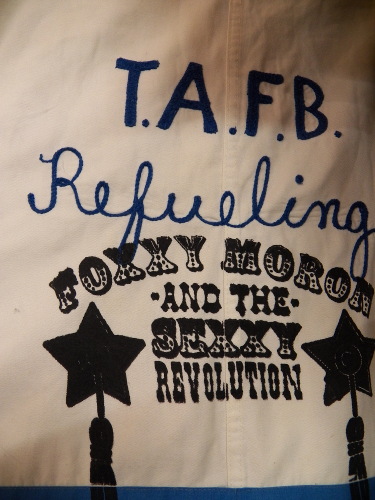 T.A.F.B.
Refueling
FOXXY MORON
-AND THE-
SEXXY
REVOLUTION